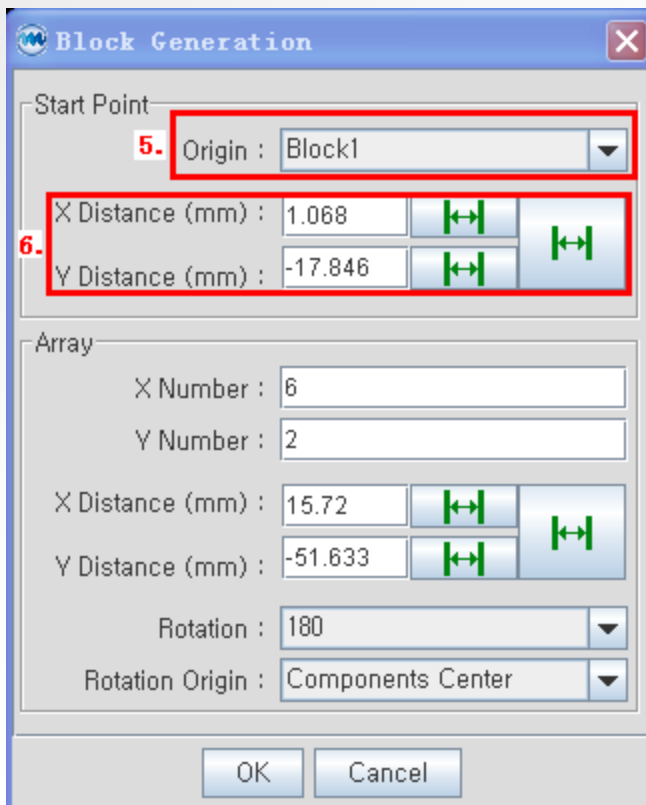 Block Generation
Start Point
5. Origin : Block1
X Distance (mm) : 1.068
6.
Y Distance (mm) : -17.846
Array
X Number : 6
Y Number : 2
X Distance (mm) : 15.72
Y Distance (mm) : -51.633
Rotation : 180
Rotation Origin : Components Center
OK Cancel